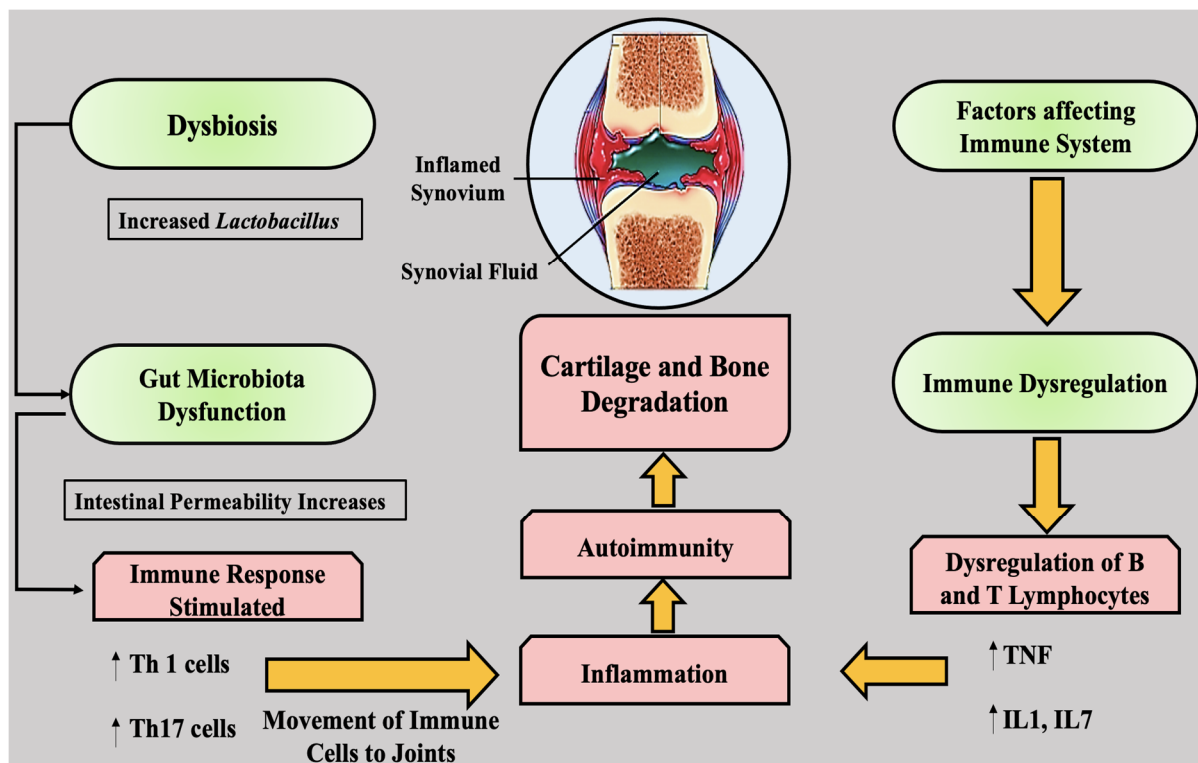 Dysbiosis
Increased Lactobacillus
Gut Microbiota
Dysfunction
Intestinal Permeability Increases
Immune Response
Stimulated
Th 1 cells
Th17 cells
Movement of Immune
Cells to Joints
Inflamed
Synovium
Synovial Fluid
Cartilage and Bone
Degradation
Autoimmunity
Inflammation
Factors affecting
Immune System
Immune Dysregulation
Dysregulation of B
and T Lymphocytes
TNF
IL1, IL7